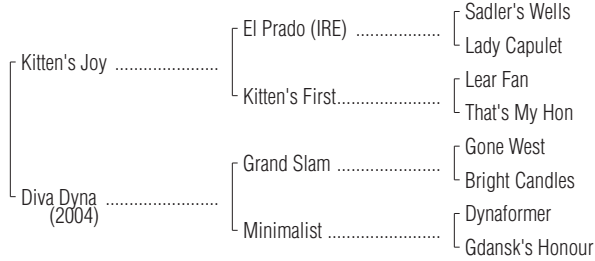 Sadler's Wells
El Prado (IRE) ....................
Lady Capulet
Kitten's Joy .........................
Lear Fan
Kitten's First.........................
That's My Hon
Gone West
Grand Slam .........................
Bright Candles
Diva Dyna ...........................
(2004)
Dynaformer
Minimalist ...........................
Gdansk's Honour